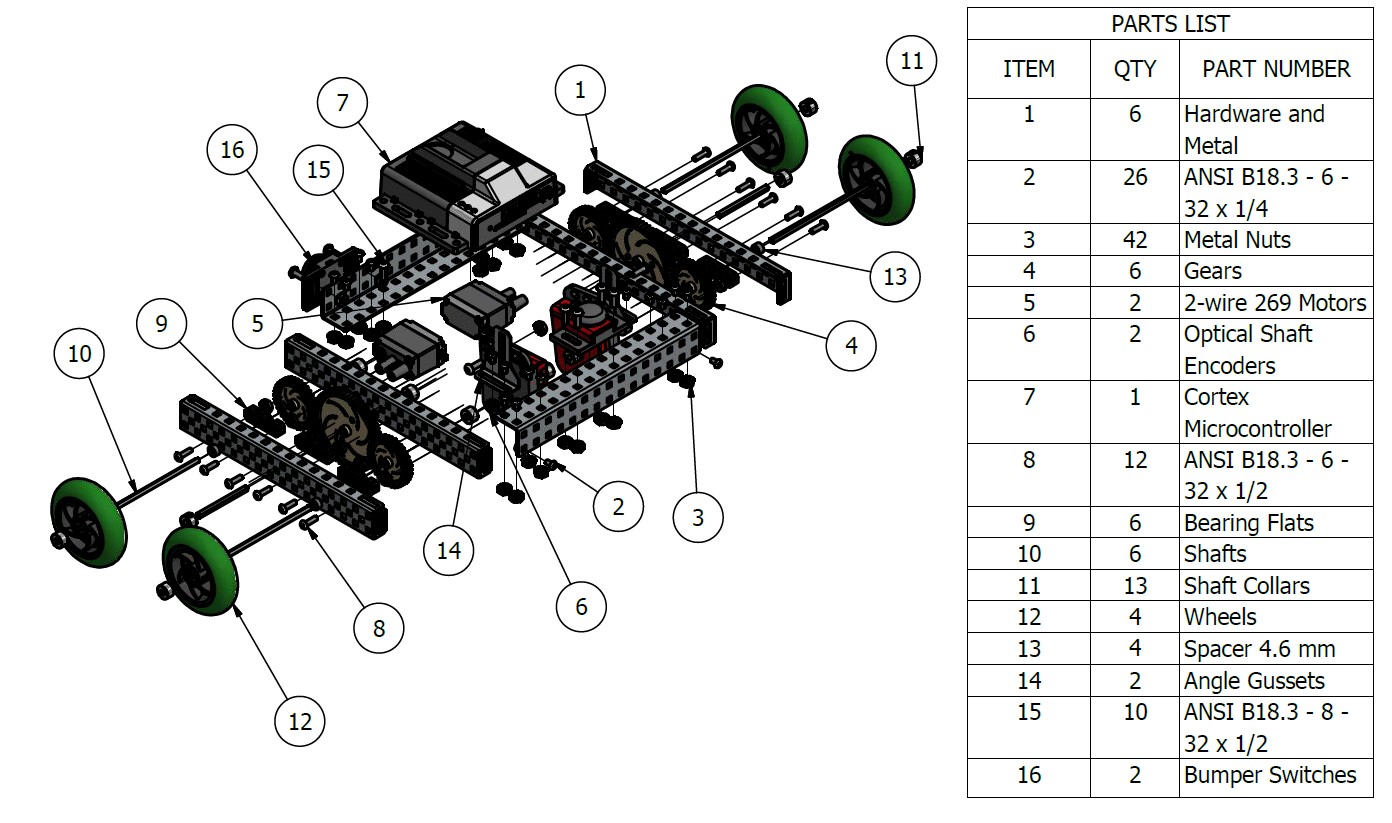 PARTS LIST
ITEM QTY PART NUMBER
1 6 Hardware and
Metal
2 26 ANSI B18.3 - 6 -
32 x 1/4
3 42 Metal Nuts
4 6 Gears
5 2 2-wire 269 Motors
6 2 Optical Shaft
Encoders
7 1 Cortex
Microcontroller
8 12 ANSI B18.3 - 6 -
32 x 1/2
9 6 Bearing Flats
10 6 Shafts
11 13 Shaft Collars
12 4 Wheels
13 4 Spacer 4.6 mm
14 2 Angle Gussets
15 10 ANSI B18.3 - 8 -
32 x 1/2
16 2 Bumper Switches
11
1
7
16
15
13
9
5
4
10
2
3
14
6
8
12